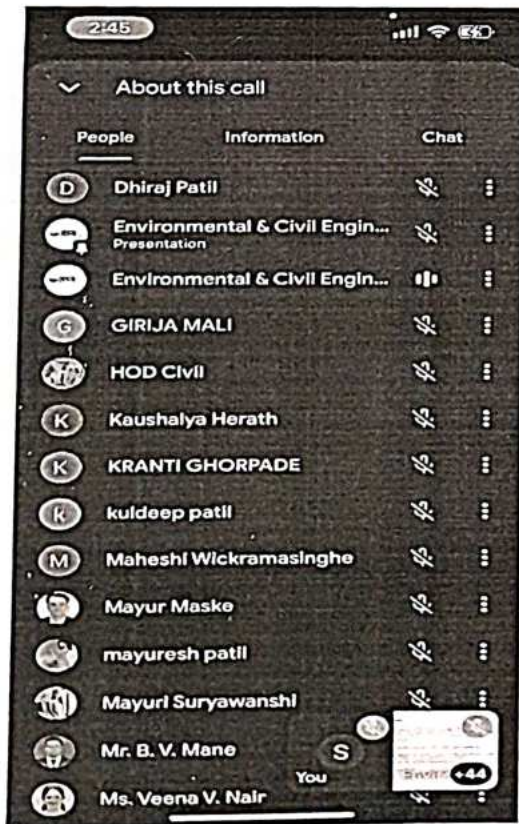 2:45
About this call
People Information Chat
D Dhiraj Patil
Environmental & Civil Engin...
Presentation
Environmental & Civil Engin...
G GIRIJA MALI
HOD Civil
K Kaushalya Herath
K KRANTI GHORPADE
k kuldeep patil
M Maheshi Wickramasinghe
Mayur Maske
mayuresh patil
Mayuri Suryawanshi
Mr. B. V. Mane
S
You
+44
Ms. Veena V. Nair